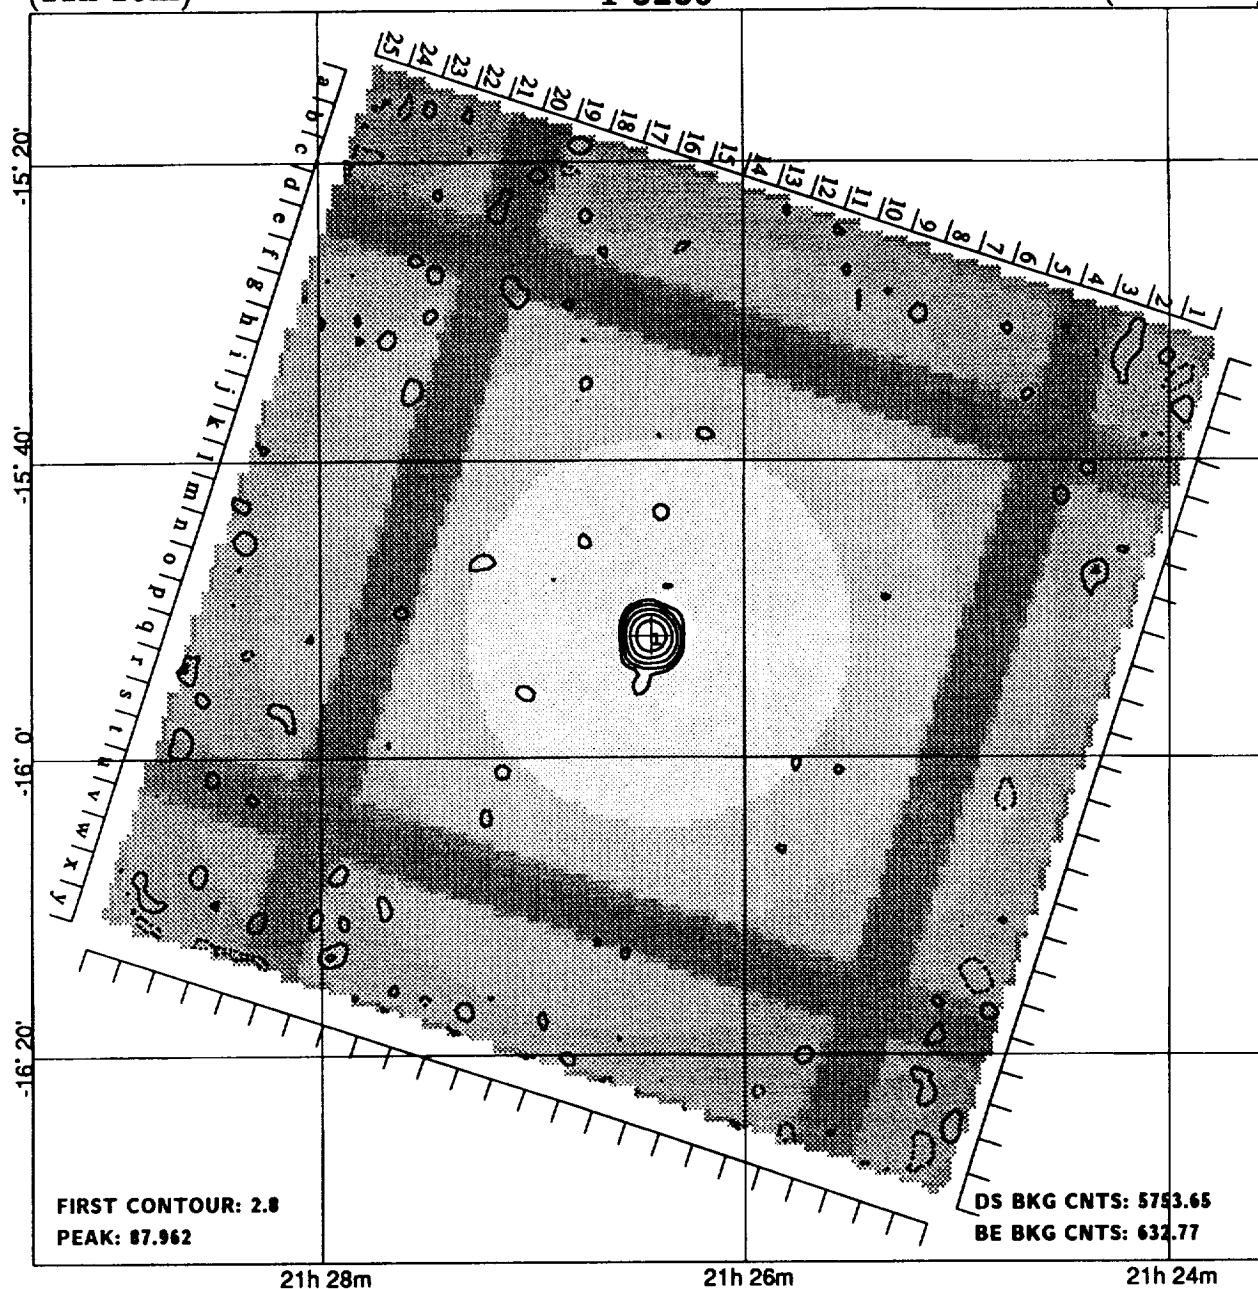 25 24 23 22 21 20 19 18 17 16 15 14 13 12 11 10 9 8 7 6 5 4 3 2 1
a b c d e f g h i j k l m n o p q r s t u v w x y
-15° 20'
-15° 40'
-16° 0'
-16° 20'
FIRST CONTOUR: 2.8
PEAK: 87.962
DS BKG CNTS: 5753.65
BE BKG CNTS: 632.77
21h 28m
21h 26m
21h 24m